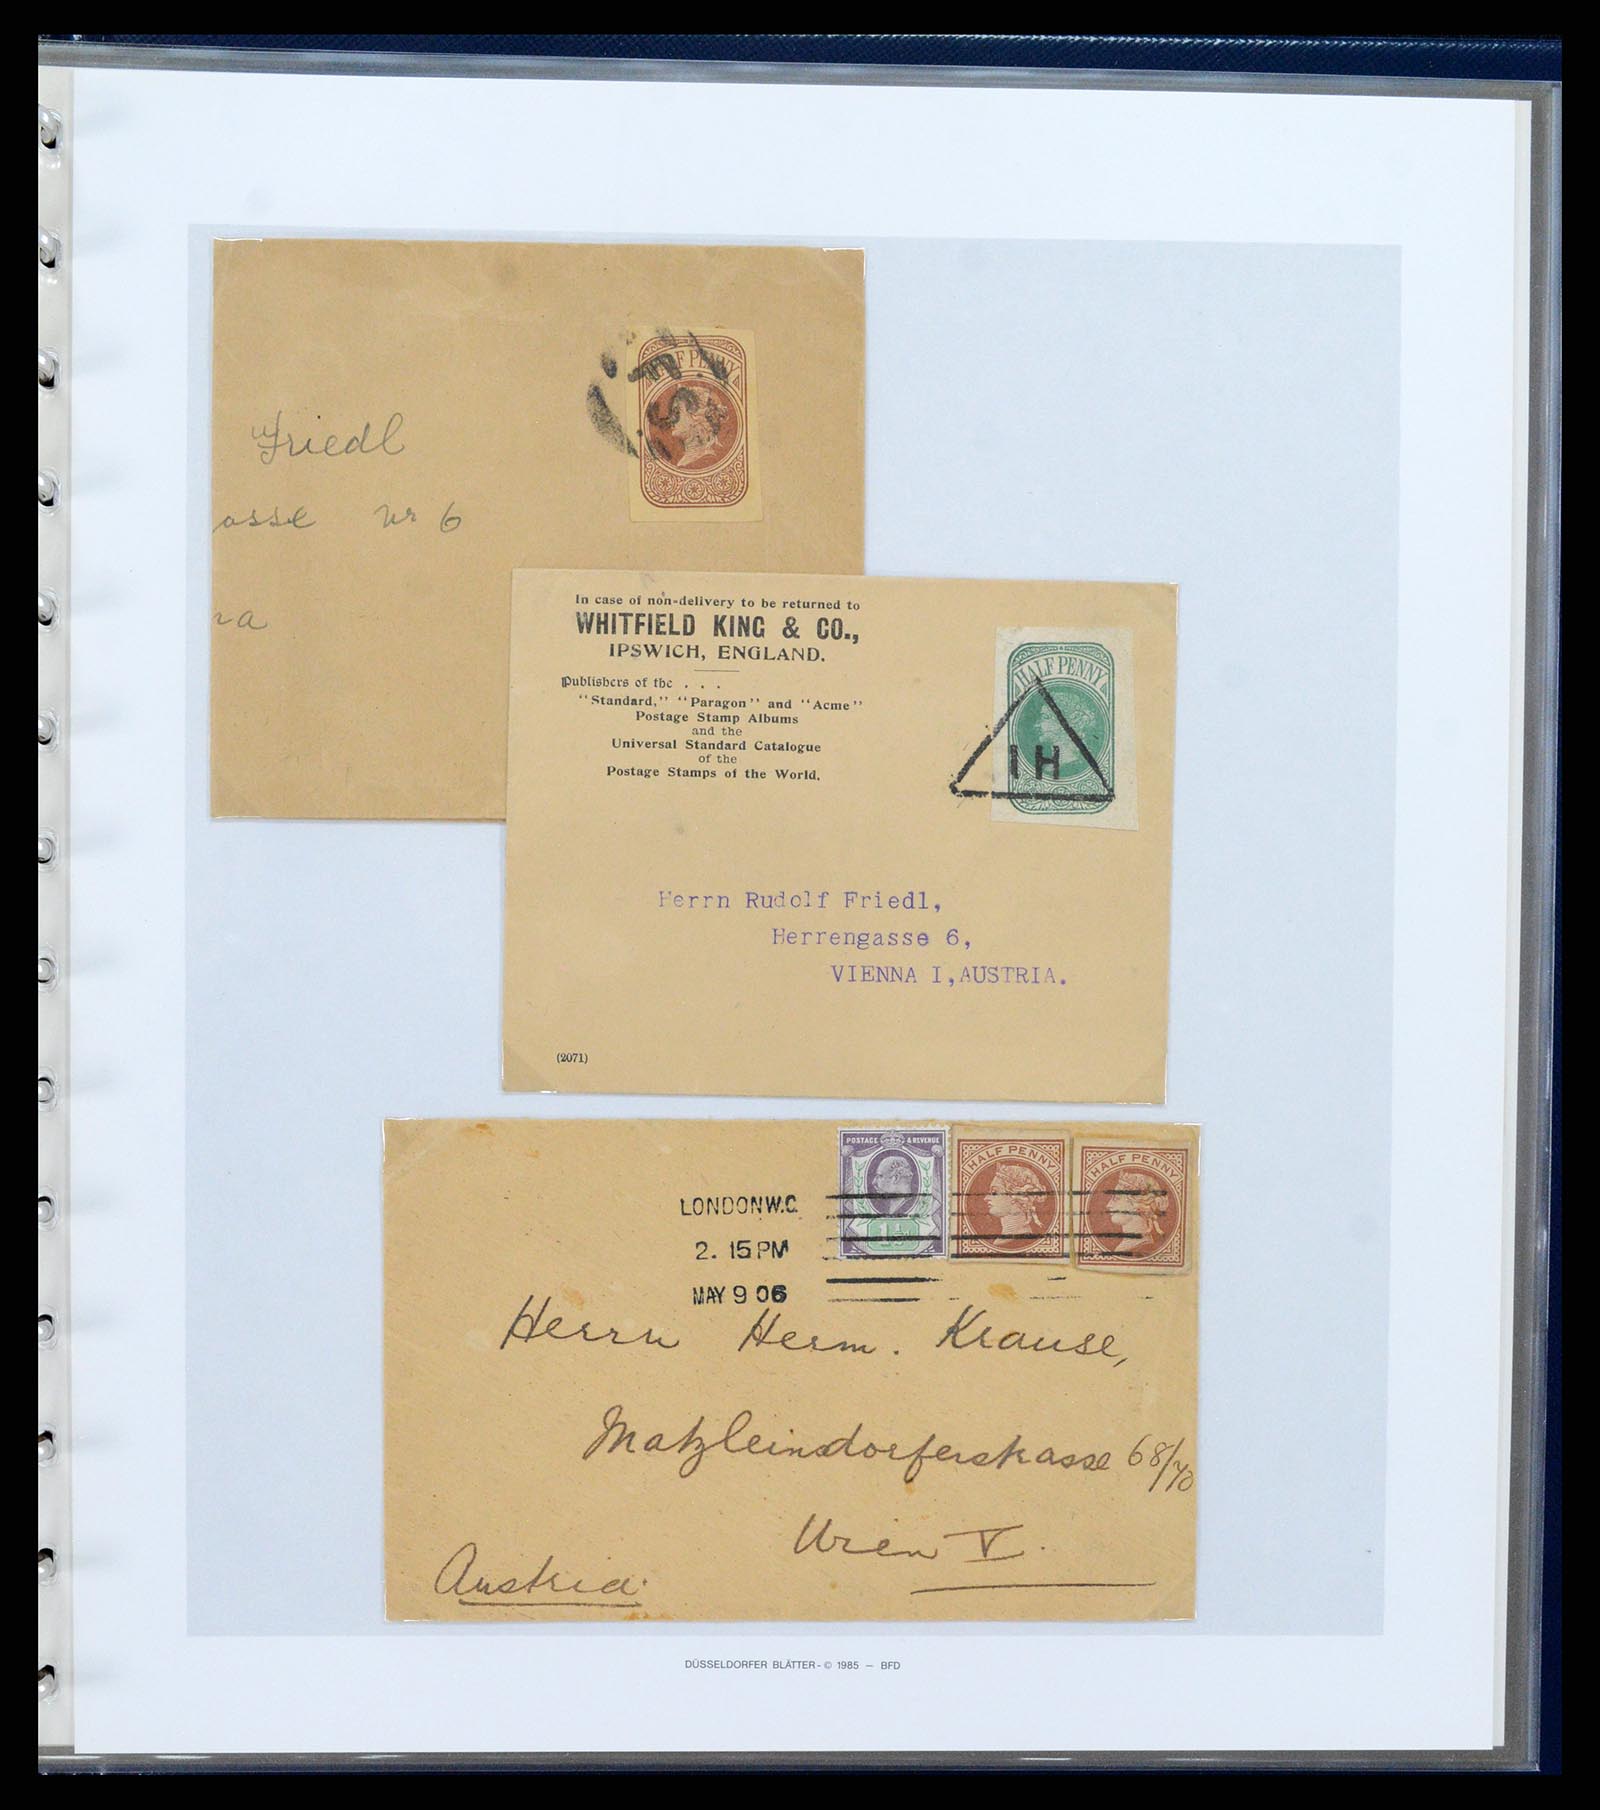 HALF PENNY
Friedl
asse Nr 6
In case of non-delivery to be returned to
WHITFIELD KING & CO.,
IPSWICH, ENGLAND.
Publishers of the . . .
"Standard," "Paragon" and "Acme"
Postage Stamp Albums
and the
Universal Standard Catalogue
of the
Postage Stamps of the World.
HALF PENNY
IH
Herrn Rudolf Friedl,
Herrengasse 6,
VIENNA I, AUSTRIA.
(2071)
POSTAGE & REVENUE
HALF PENNY
HALF PENNY
LONDON W.C
2. 15 PM
MAY 9 06
Herrn Herm. Krause,
Matzleinsdorferstrasse 68/70
Wien V.
Austria.
DÜSSELDORFER BLÄTTER - © 1985 — BFD